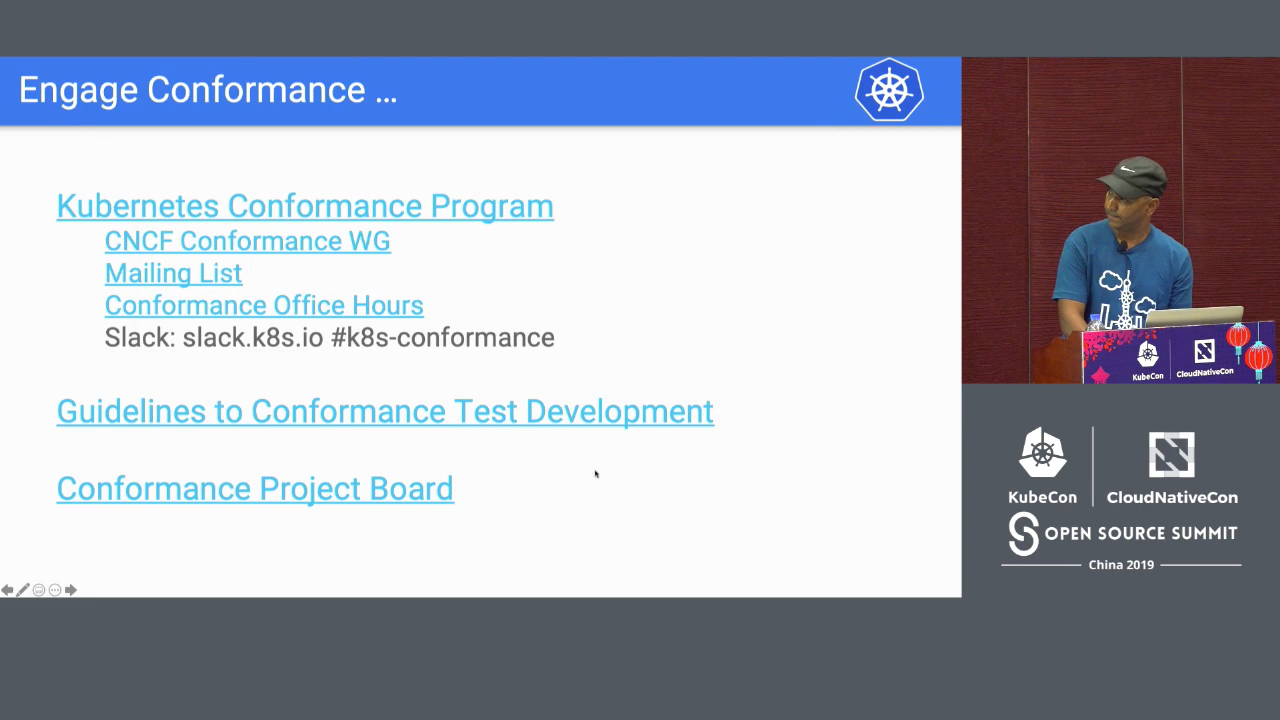 Engage Conformance ...
Kubernetes Conformance Program
CNCF Conformance WG
Mailing List
Conformance Office Hours
Slack: slack.k8s.io #k8s-conformance
Guidelines to Conformance Test Development
Conformance Project Board
KubeCon
CloudNativeCon
KubeCon
CloudNativeCon
OPEN SOURCE SUMMIT
China 2019